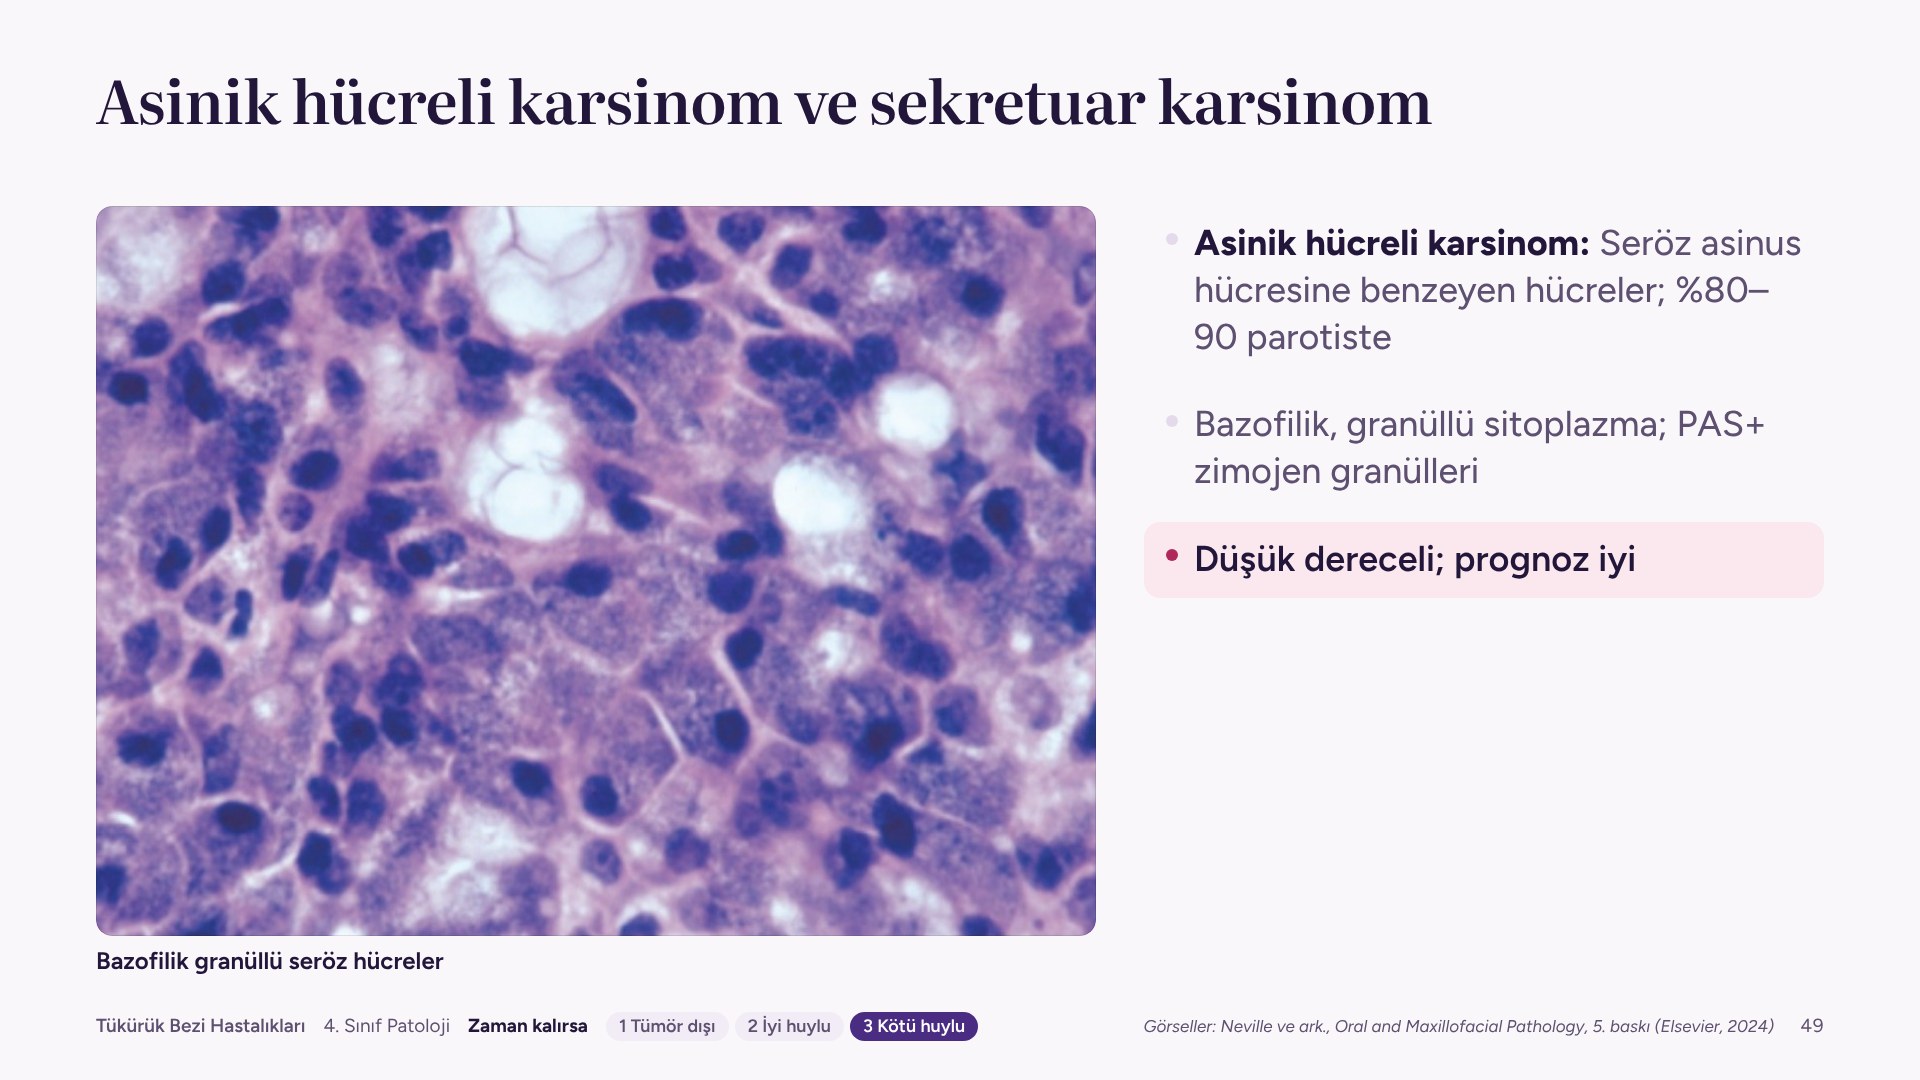 Asinik hücreli karsinom ve sekretuar karsinom
Asinik hücreli karsinom: Seröz asinus
hücresine benzeyen hücreler; %80–
90 parotiste
Bazofilik, granüllü sitoplazma; PAS+
zimojen granülleri
Düşük dereceli; prognoz iyi
Bazofilik granüllü seröz hücreler
Tükürük Bezi Hastalıkları 4. Sınıf Patoloji Zaman kalırsa 1 Tümör dışı 2 İyi huylu 3 Kötü huylu
Görseller: Neville ve ark., Oral and Maxillofacial Pathology, 5. baskı (Elsevier, 2024) 49